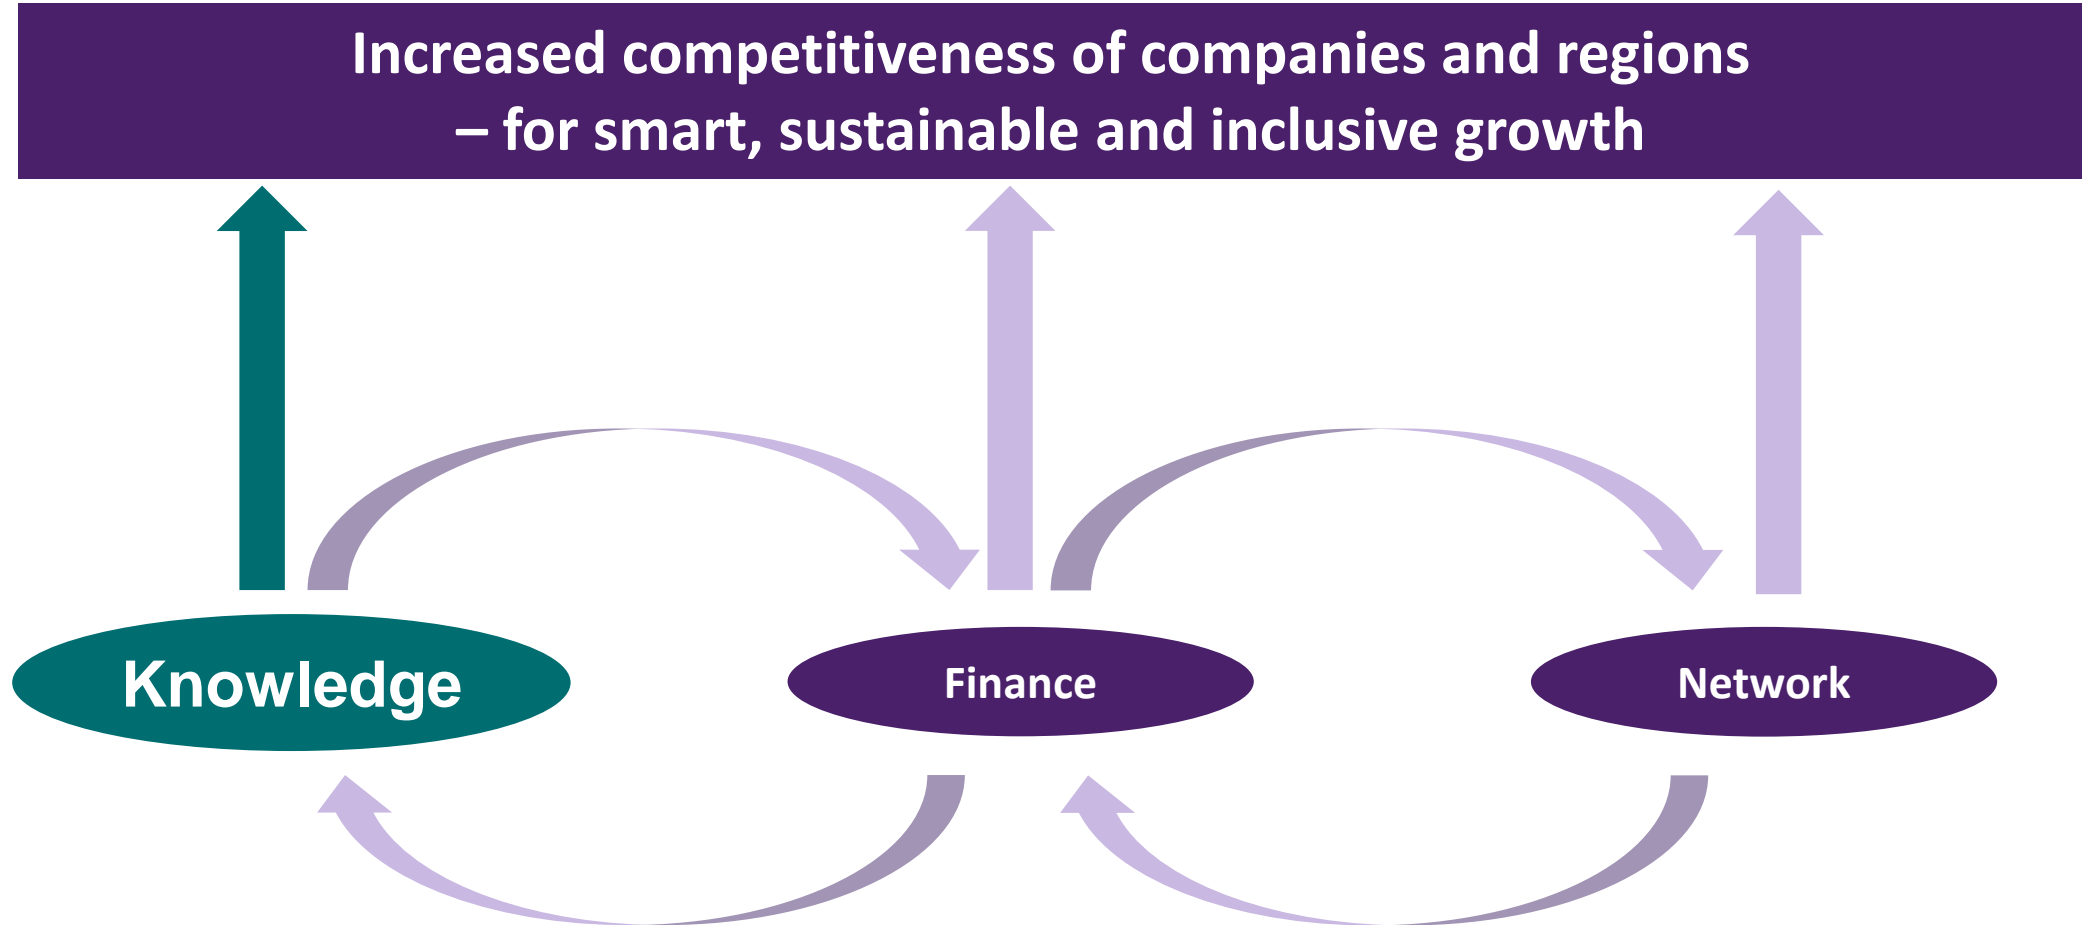 Increased competitiveness of companies and regions
– for smart, sustainable and inclusive growth
Knowledge
Finance
Network